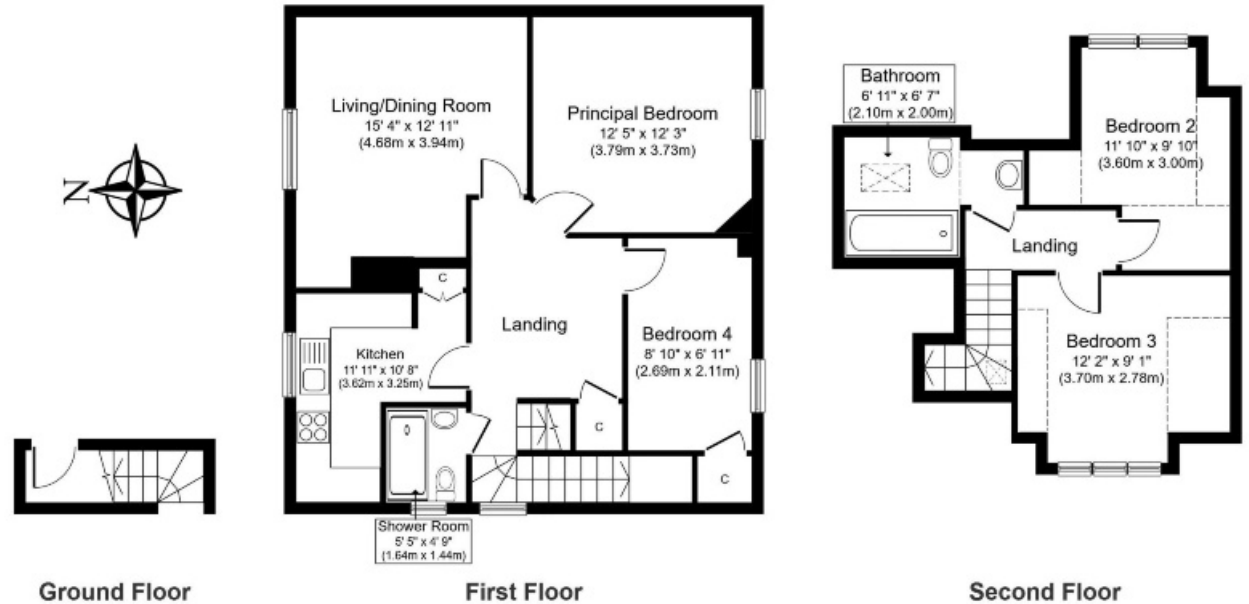 N
Ground Floor
Living/Dining Room
15' 4" x 12' 11"
(4.68m x 3.94m)
Principal Bedroom
12' 5" x 12' 3"
(3.79m x 3.73m)
C
Landing
Kitchen
11' 11" x 10' 8"
(3.62m x 3.25m)
Bedroom 4
8' 10" x 6' 11"
(2.69m x 2.11m)
C
C
Shower Room
5' 5" x 4' 9"
(1.64m x 1.44m)
First Floor
Bathroom
6' 11" x 6' 7"
(2.10m x 2.00m)
Bedroom 2
11' 10" x 9' 10"
(3.60m x 3.00m)
Landing
Bedroom 3
12' 2" x 9' 1"
(3.70m x 2.78m)
Second Floor